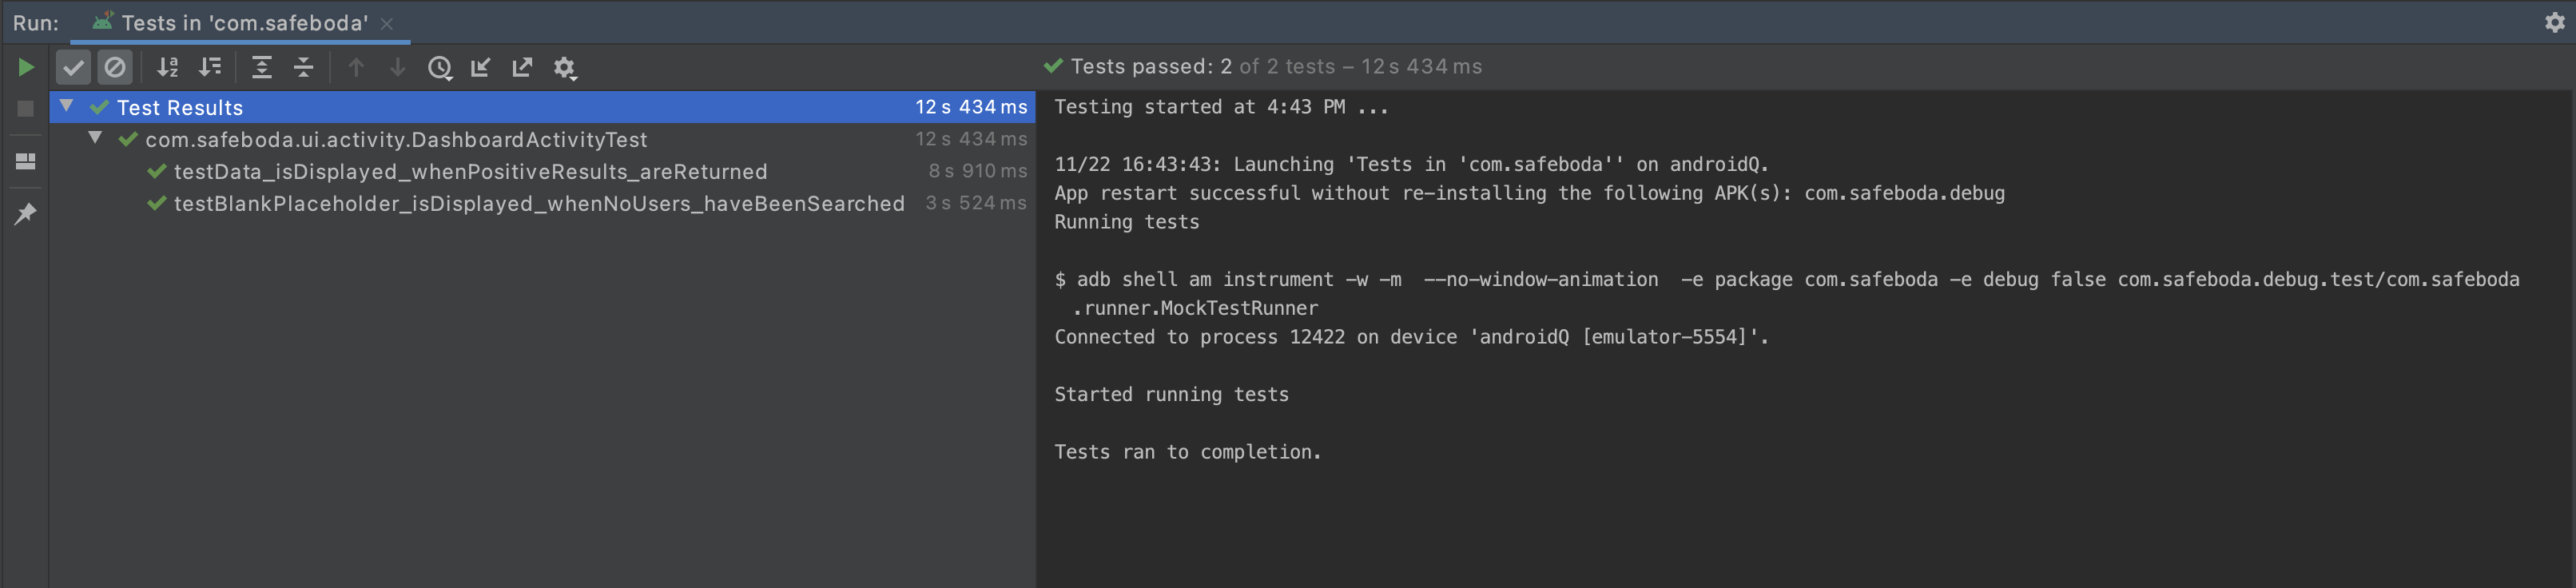 Run: Tests in 'com.safeboda'
Tests passed: 2 of 2 tests – 12 s 434 ms
Test Results 12 s 434 ms
com.safeboda.ui.activity.DashboardActivityTest 12 s 434 ms
testData_isDisplayed_whenPositiveResults_areReturned 8 s 910 ms
testBlankPlaceholder_isDisplayed_whenNoUsers_haveBeenSearched 3 s 524 ms
Testing started at 4:43 PM ...
11/22 16:43:43: Launching 'Tests in 'com.safeboda'' on androidQ.
App restart successful without re-installing the following APK(s): com.safeboda.debug
Running tests
$ adb shell am instrument -w -m  --no-window-animation  -e package com.safeboda -e debug false com.safeboda.debug.test/com.safeboda
.runner.MockTestRunner
Connected to process 12422 on device 'androidQ [emulator-5554]'.
Started running tests
Tests ran to completion.